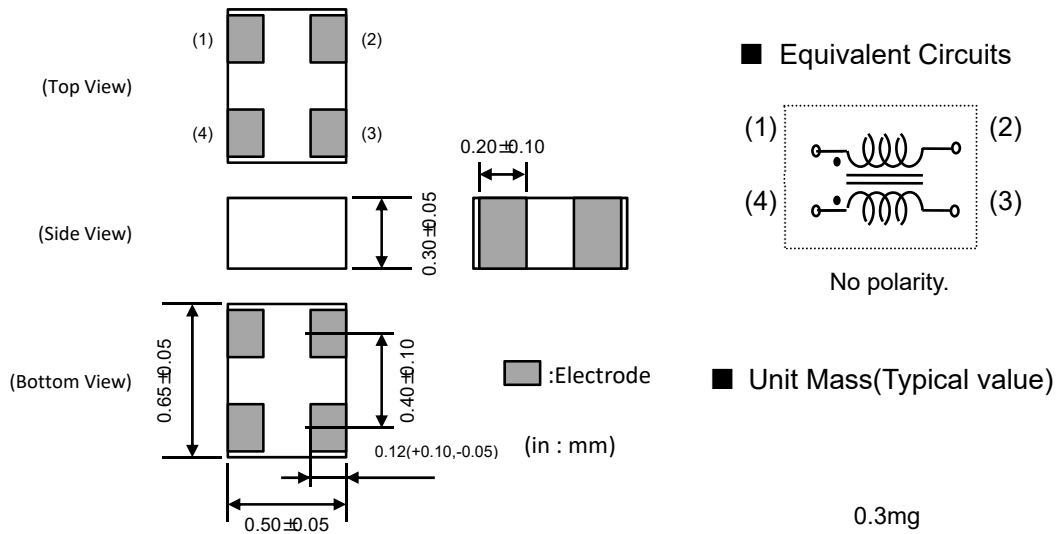 (Top View)
(1)
(2)
(4)
(3)
(Side View)
0.30±0.05
0.20±0.10
(Bottom View)
0.65±0.05
0.40±0.10
0.12(+0.10,-0.05)
0.50±0.05
:Electrode
(in : mm)
■ Equivalent Circuits
(1)
(2)
(4)
(3)
No polarity.
■ Unit Mass(Typical value)
0.3mg